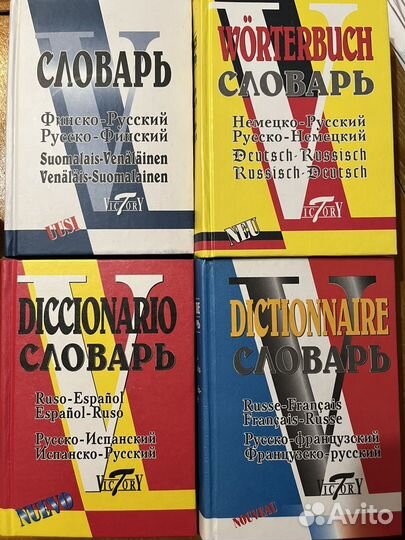 СЛОВАРЬ
Финско-Русский
Русско-Финский
Suomalais-Venäläinen
Venäläis-Suomalainen
UUSI
VICTORY
WÖRTERBUCH
СЛОВАРЬ
Немецко-Русский
Русско-Немецкий
Deutsch-Russisch
Russisch-Deutsch
NEU
VICTORY
DICCIONARIO
СЛОВАРЬ
Ruso-Español
Español-Ruso
Русско-Испанский
Испанско-Русский
NUEVO
VICTORY
DICTIONNAIRE
СЛОВАРЬ
Russe-Français
Français-Russe
Русско-французский
Французско-русский
NOUVEAU
VICTORY
Avito